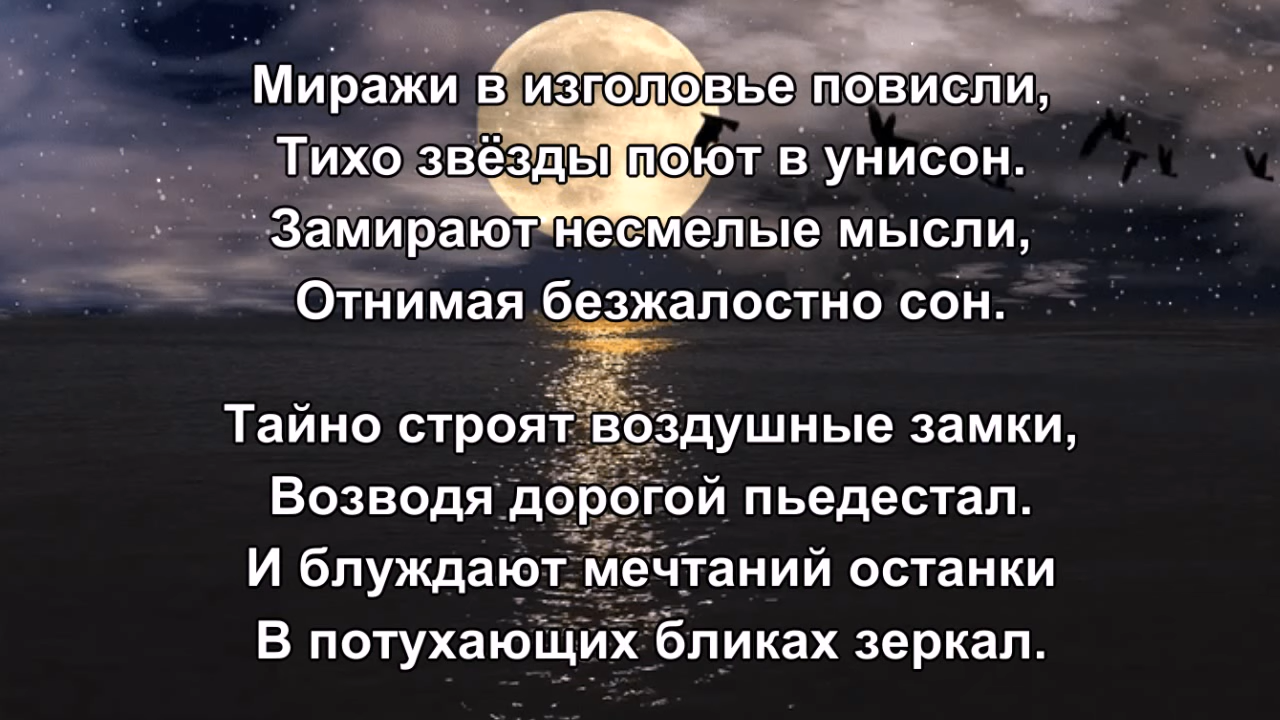 Миражи в изголовье повисли,
Тихо звёзды поют в унисон.
Замирают несмелые мысли,
Отнимая безжалостно сон.
Тайно строят воздушные замки,
Возводя дорогой пьедестал.
И блуждают мечтаний останки
В потухающих бликах зеркал.